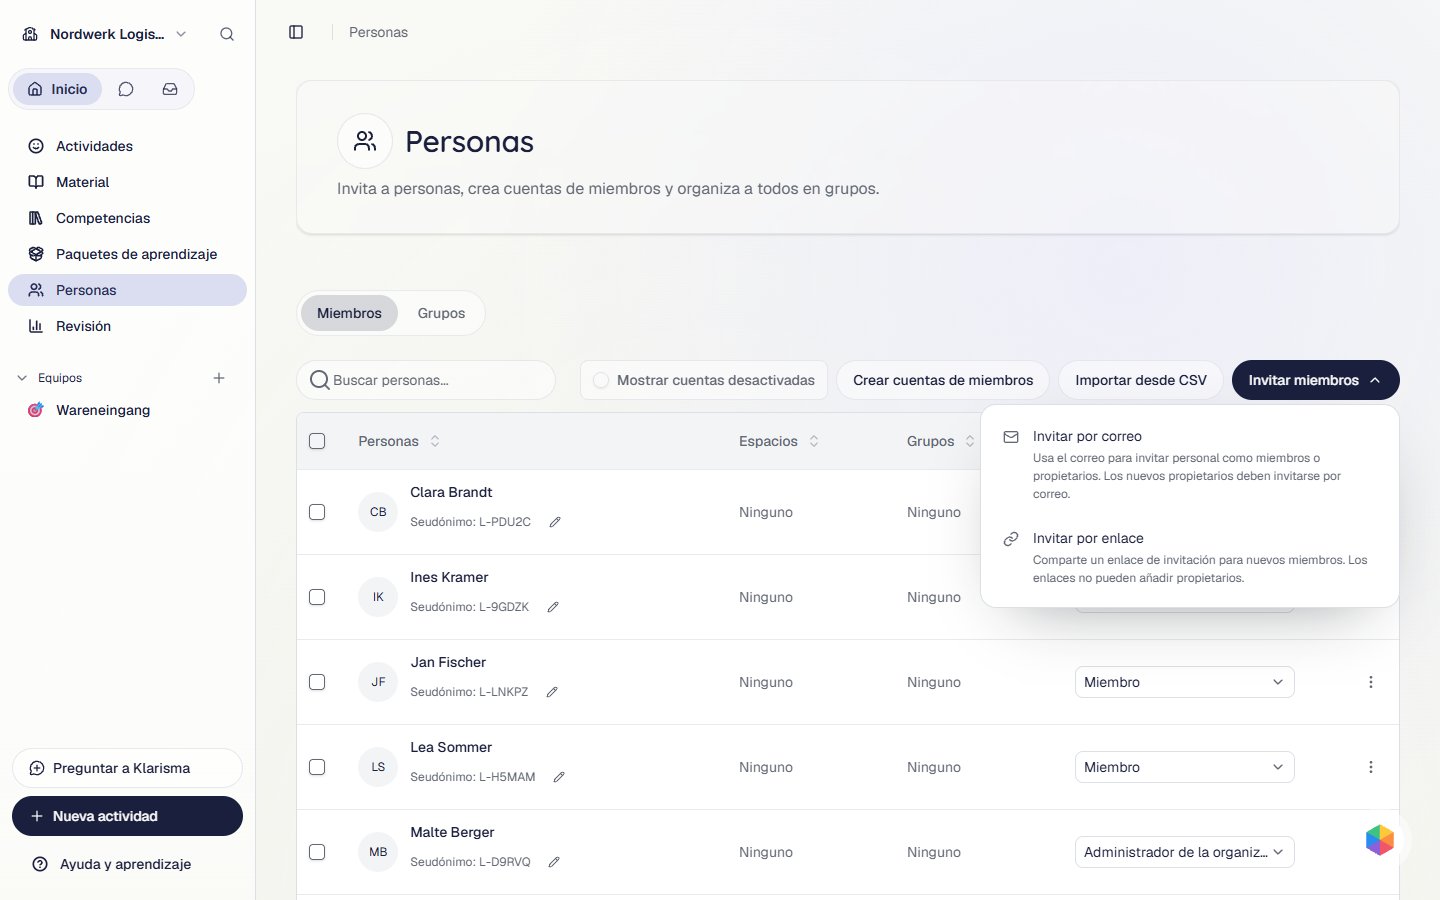 Nordwerk Logis...
Inicio
Actividades
Material
Competencias
Paquetes de aprendizaje
Personas
Revisión
Equipos
Wareneingang
Preguntar a Klarisma
Nueva actividad
Ayuda y aprendizaje
Personas
Personas
Invita a personas, crea cuentas de miembros y organiza a todos en grupos.
Miembros
Grupos
Buscar personas...
Mostrar cuentas desactivadas
Crear cuentas de miembros
Importar desde CSV
Invitar miembros
Invitar por correo
Usa el correo para invitar personal como miembros o
propietarios. Los nuevos propietarios deben invitarse por
correo.
Invitar por enlace
Comparte un enlace de invitación para nuevos miembros. Los
enlaces no pueden añadir propietarios.
Personas
Espacios
Grupos
CB
Clara Brandt
Seudónimo: L-PDU2C
Ninguno
Ninguno
IK
Ines Kramer
Seudónimo: L-9GDZK
Ninguno
Ninguno
JF
Jan Fischer
Seudónimo: L-LNKPZ
Ninguno
Ninguno
Miembro
LS
Lea Sommer
Seudónimo: L-H5MAM
Ninguno
Ninguno
Miembro
MB
Malte Berger
Seudónimo: L-D9RVQ
Ninguno
Ninguno
Administrador de la organiz...